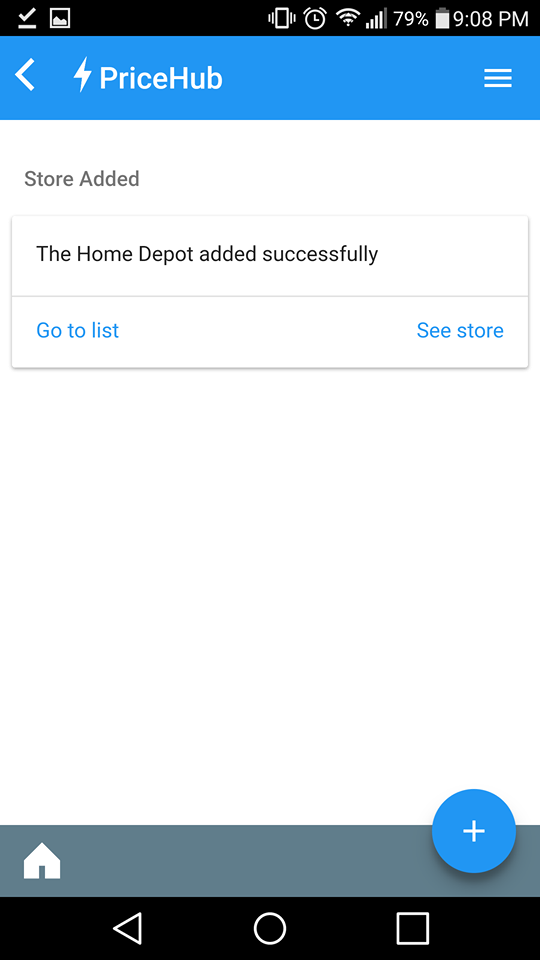 79% 9:08 PM
PriceHub
Store Added
The Home Depot added successfully
Go to list See store